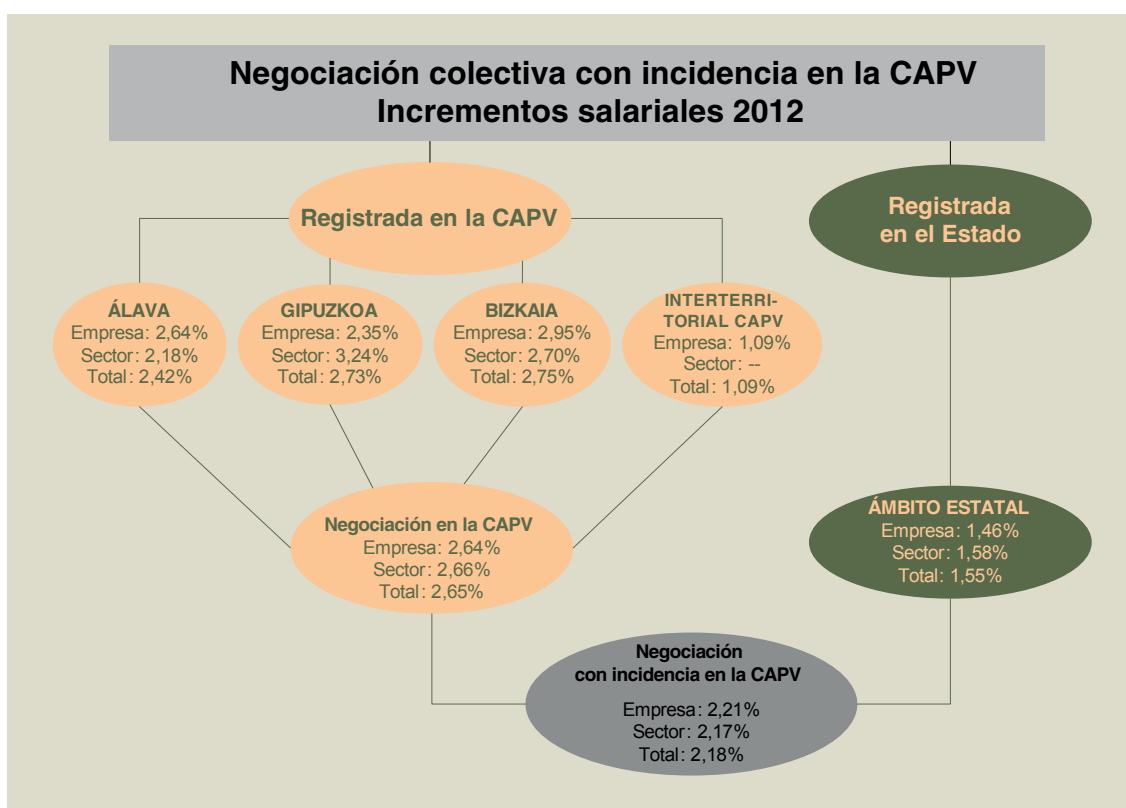 Negociación colectiva con incidencia en la CAPV
Incrementos salariales 2012
Registrada en la CAPV
Registrada
en el Estado
ÁLAVA
Empresa: 2,64%
Sector: 2,18%
Total: 2,42%
GIPUZKOA
Empresa: 2,35%
Sector: 3,24%
Total: 2,73%
BIZKAIA
Empresa: 2,95%
Sector: 2,70%
Total: 2,75%
INTERTERRI-
TORIAL CAPV
Empresa: 1,09%
Sector: --
Total: 1,09%
Negociación en la CAPV
Empresa: 2,64%
Sector: 2,66%
Total: 2,65%
ÁMBITO ESTATAL
Empresa: 1,46%
Sector: 1,58%
Total: 1,55%
Negociación
con incidencia en la CAPV
Empresa: 2,21%
Sector: 2,17%
Total: 2,18%